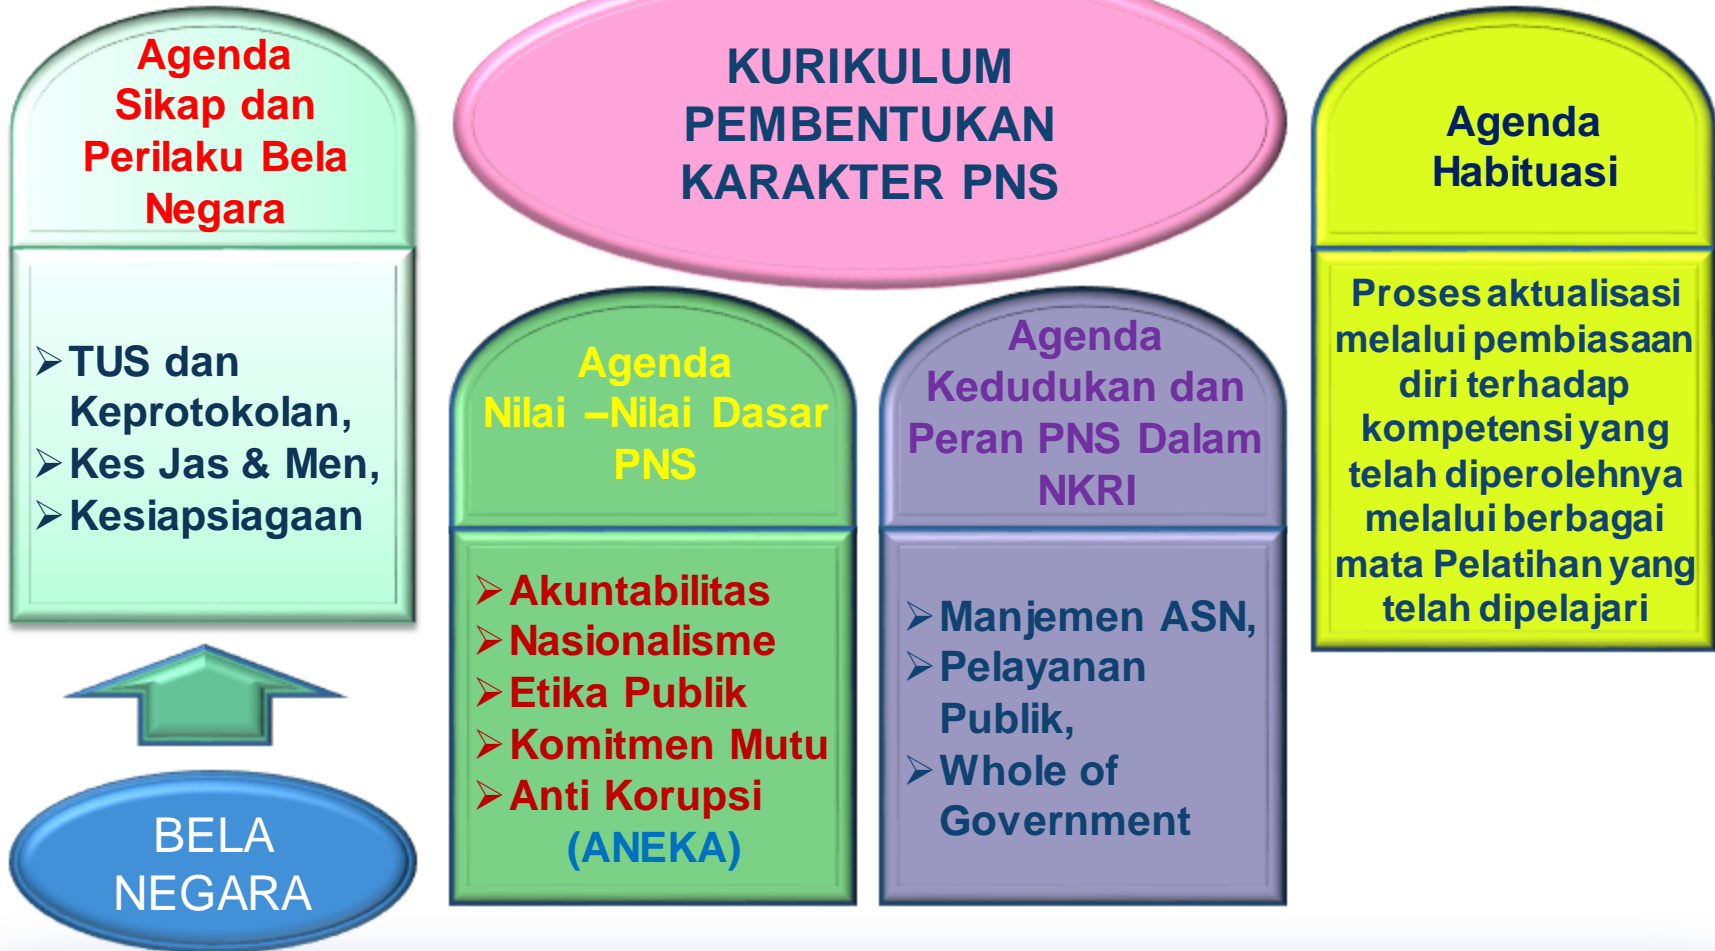 Agenda
Sikap dan
Perilaku Bela
Negara
➢TUS dan
Keprotokolan,
➢Kes Jas & Men,
➢Kesiapsiagaan
BELA
NEGARA
KURIKULUM
PEMBENTUKAN
KARAKTER PNS
Agenda
Nilai –Nilai Dasar
PNS
➢Akuntabilitas
➢Nasionalisme
➢Etika Publik
➢Komitmen Mutu
➢Anti Korupsi
(ANEKA)
Agenda
Kedudukan dan
Peran PNS Dalam
NKRI
➢Manjemen ASN,
➢Pelayanan
Publik,
➢Whole of
Government
Agenda
Habituasi
Proses aktualisasi
melalui pembiasaan
diri terhadap
kompetensi yang
telah diperolehnya
melalui berbagai
mata Pelatihan yang
telah dipelajari